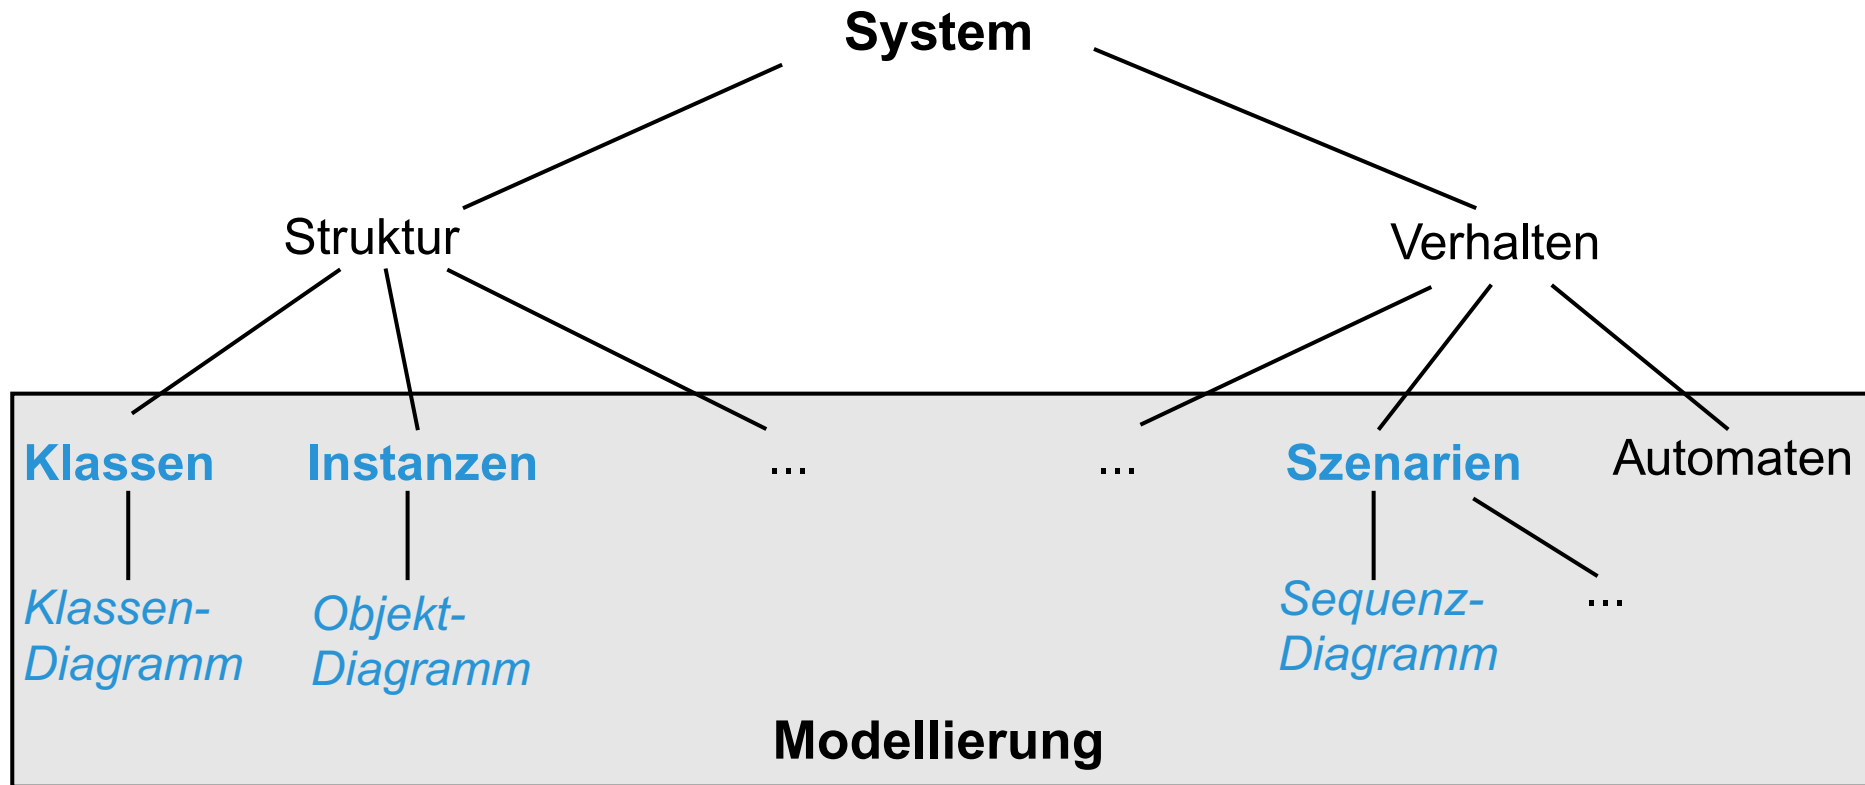 System
Struktur
Verhalten
Klassen
Instanzen
...
...
Szenarien
Automaten
Klassen-
Diagramm
Objekt-
Diagramm
Sequenz-
Diagramm
...
Modellierung